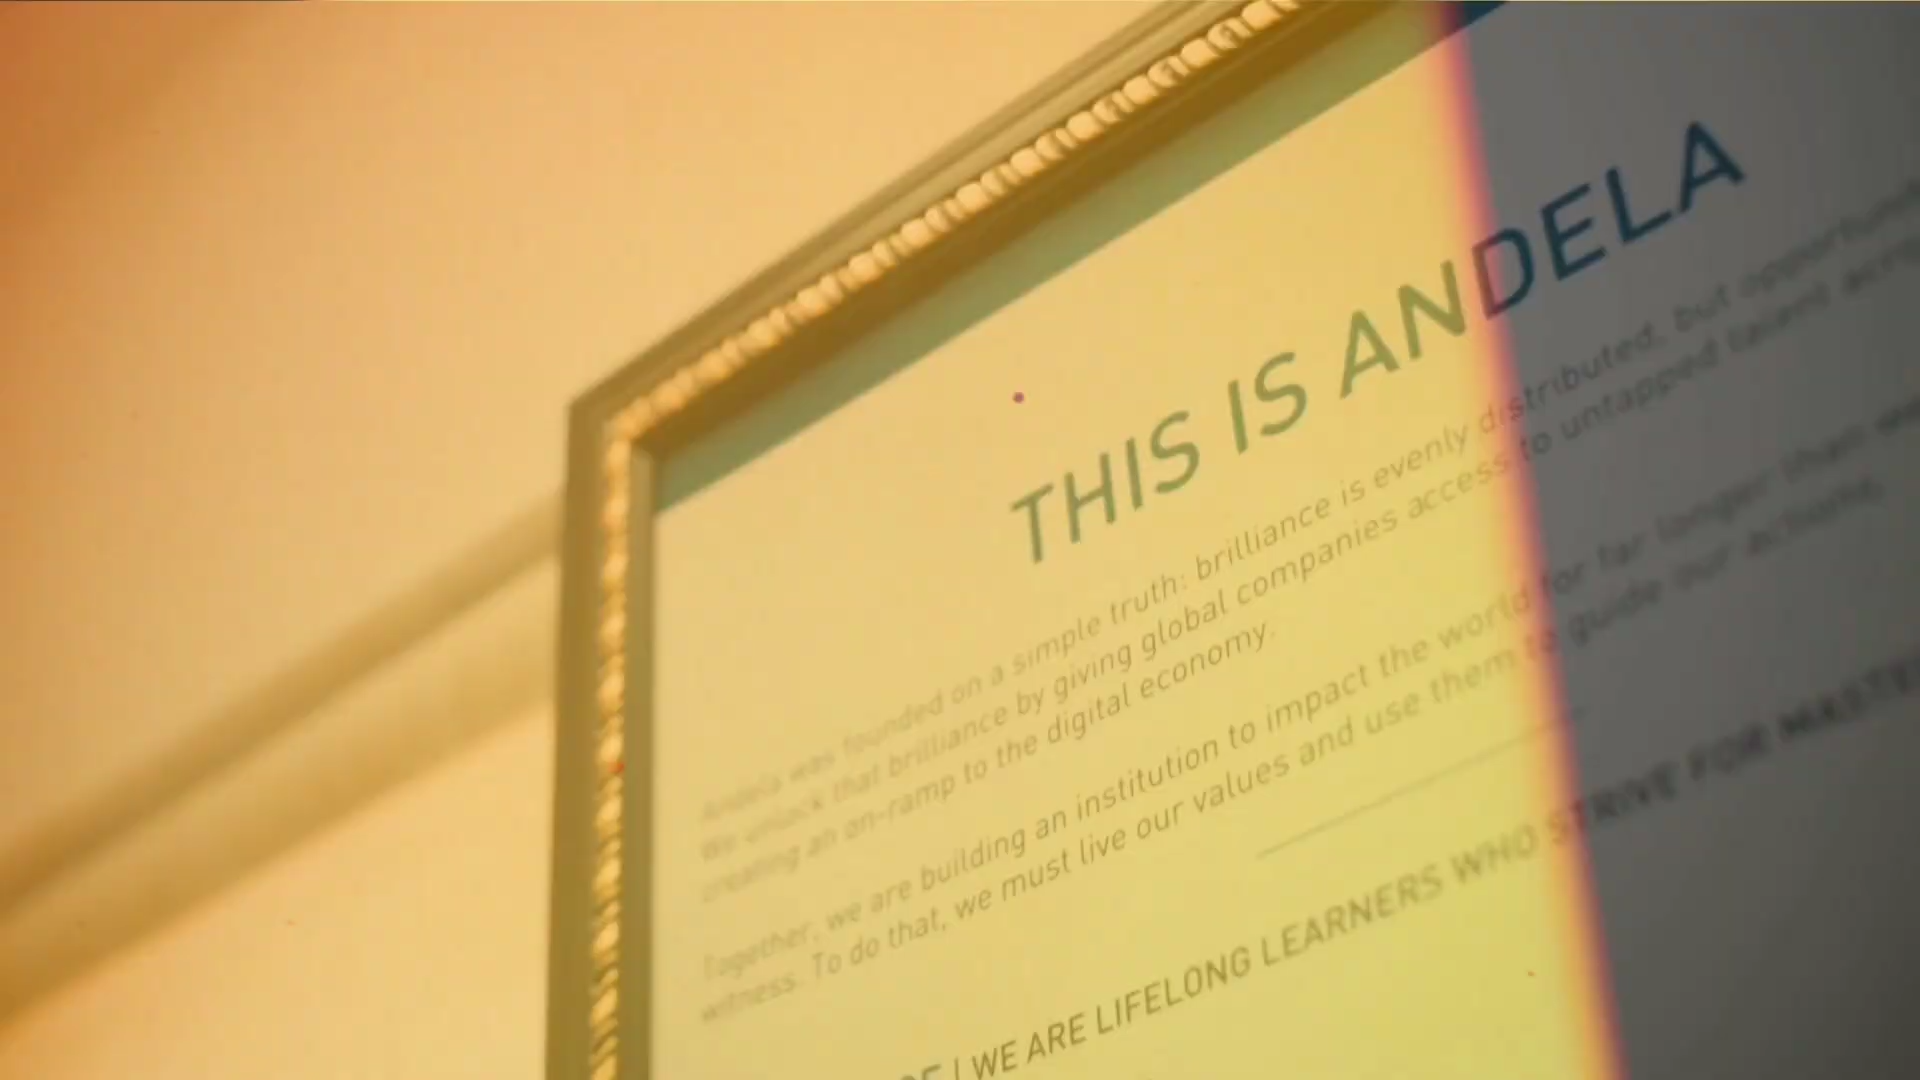 THIS IS ANDELA
Andela was founded on a simple truth: brilliance is evenly distributed, but opportunit
We unlock that brilliance by giving global companies access to untapped talent
creating an on-ramp to the digital economy.
Together, we are building an institution to impact the world for far longer than we
witness. To do that, we must live our values and use them to guide our actions.
WE ARE LIFELONG LEARNERS WHO STRIVE FOR MASTE